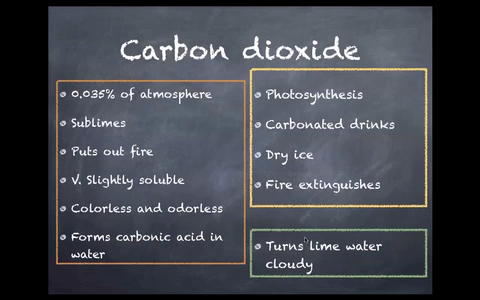 Carbon dioxide
0.035% of atmosphere
Sublimes
Puts out fire
V. Slightly soluble
Colorless and odorless
Forms carbonic acid in
water
Photosynthesis
Carbonated drinks
Dry ice
Fire extinguishes
Turns lime water
cloudy